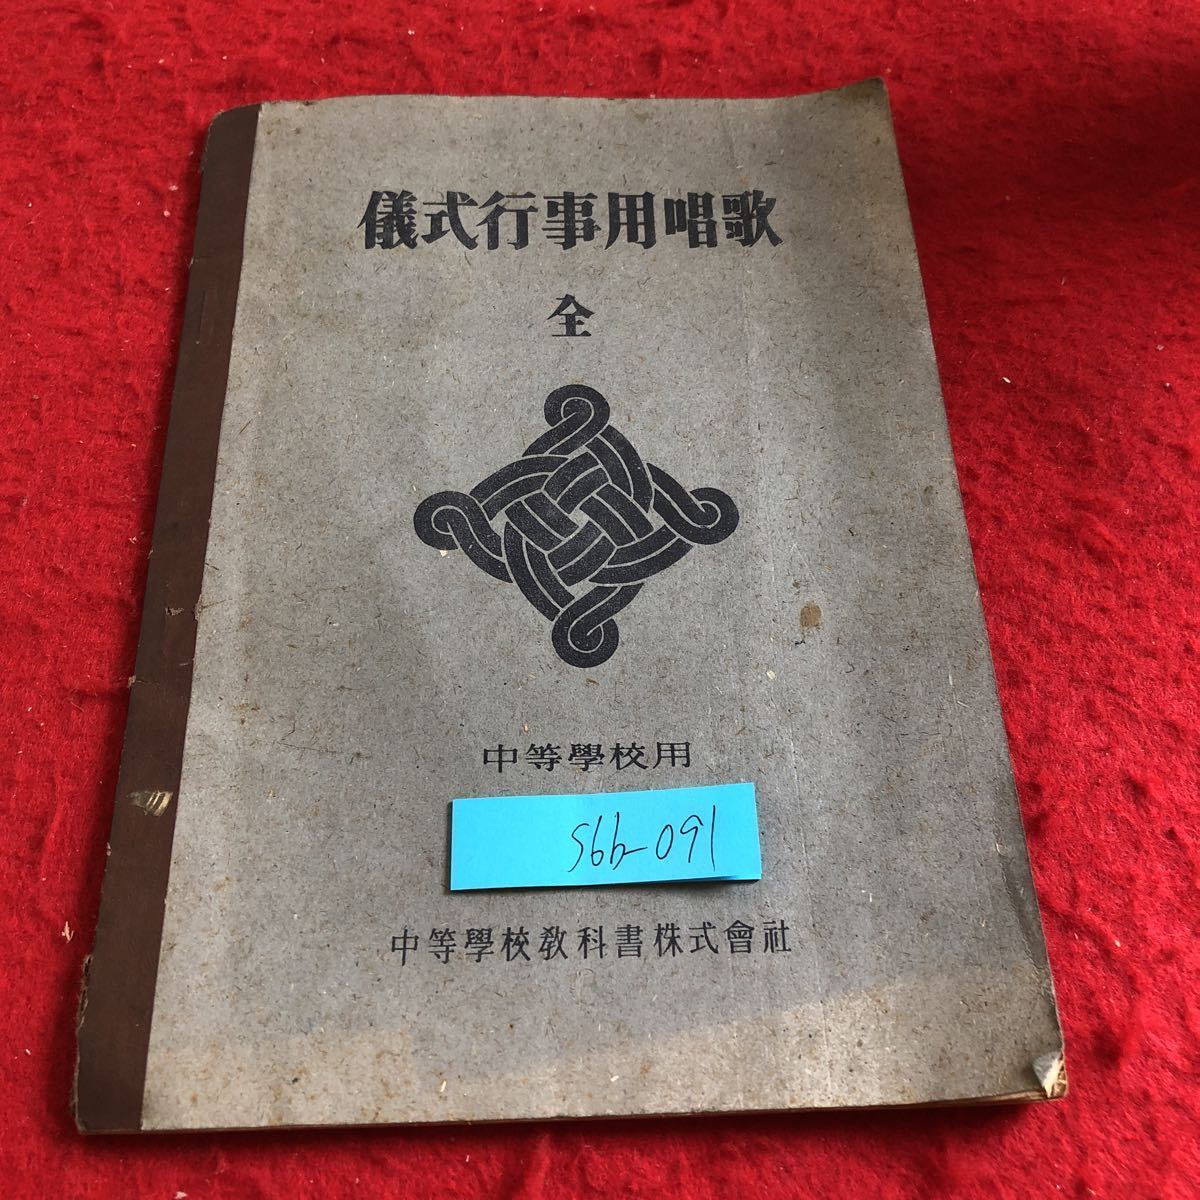 儀式行事用唱歌
全
中等學校用
S66-091
中等學校教科書株式會社